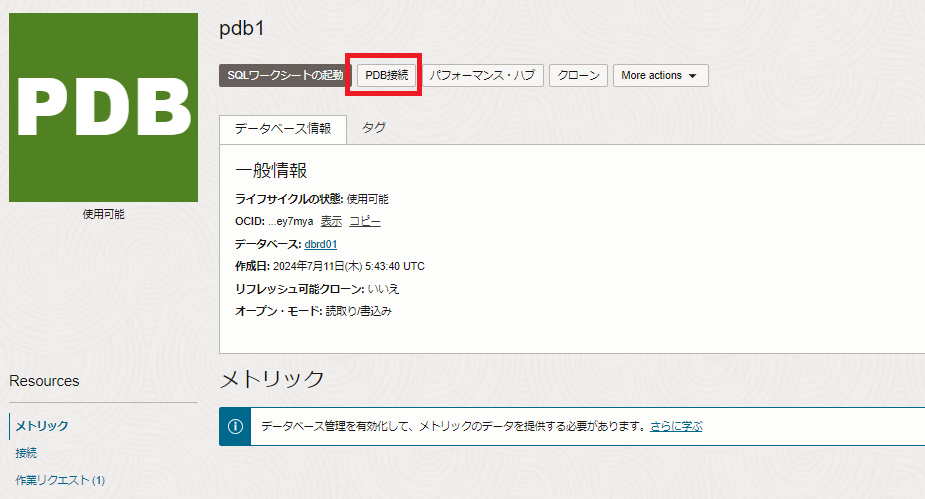 pdb1
PDB
SQLワークシートの起動 PDB接続 パフォーマンス・ハブ クローン More actions
データベース情報 タグ
一般情報
ライフサイクルの状態: 使用可能
使用可能
OCID: ...ey7mya 表示 コピー
データベース: dbrd01
作成日: 2024年7月11日(木) 5:43:40 UTC
リフレッシュ可能クローン: いいえ
オープン・モード: 読取り/書込み
Resources
メトリック
接続
作業リクエスト (1)
メトリック
データベース管理を有効化して、メトリックのデータを提供する必要があります。さらに学ぶ